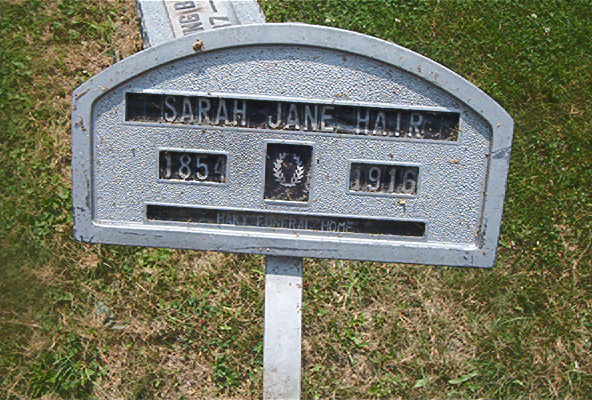 SARAH JANE HAIR
1854
1916
FUNERAL HOME